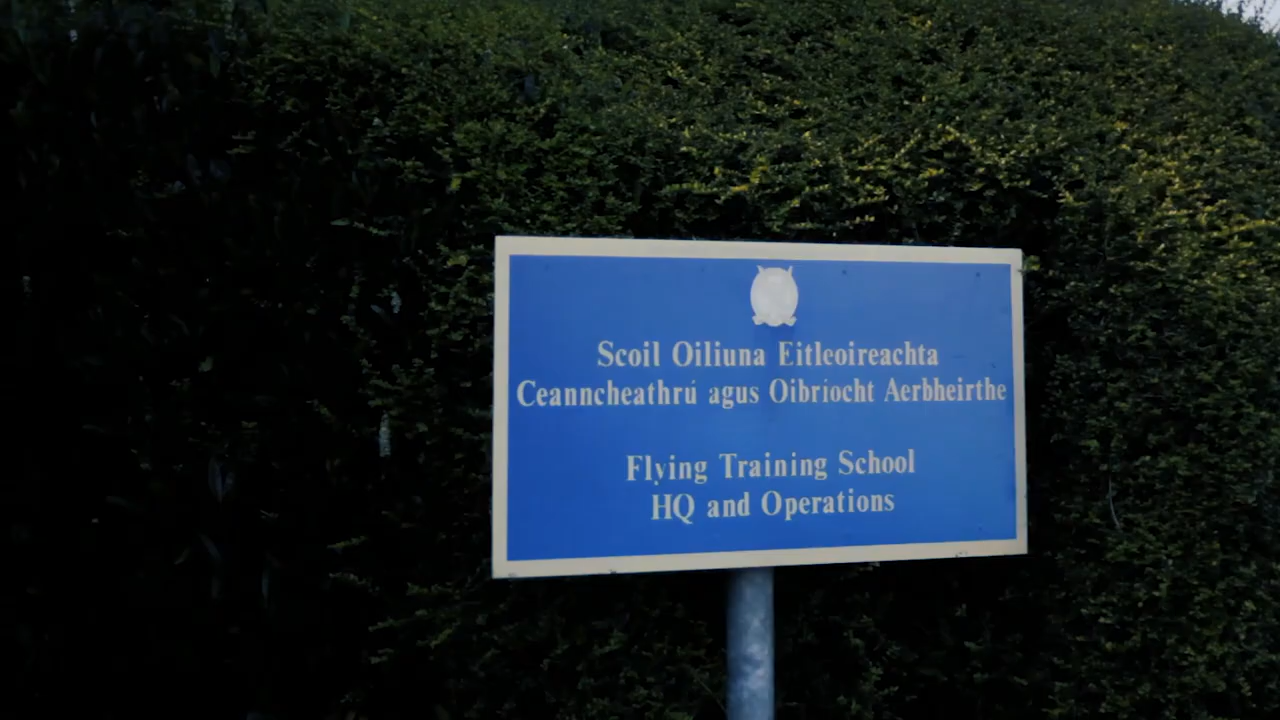 Scoil Oiliuna Eitleoireachta
Ceanncheathrú agus Oibriocht Aerbheirthe
Flying Training School
HQ and Operations